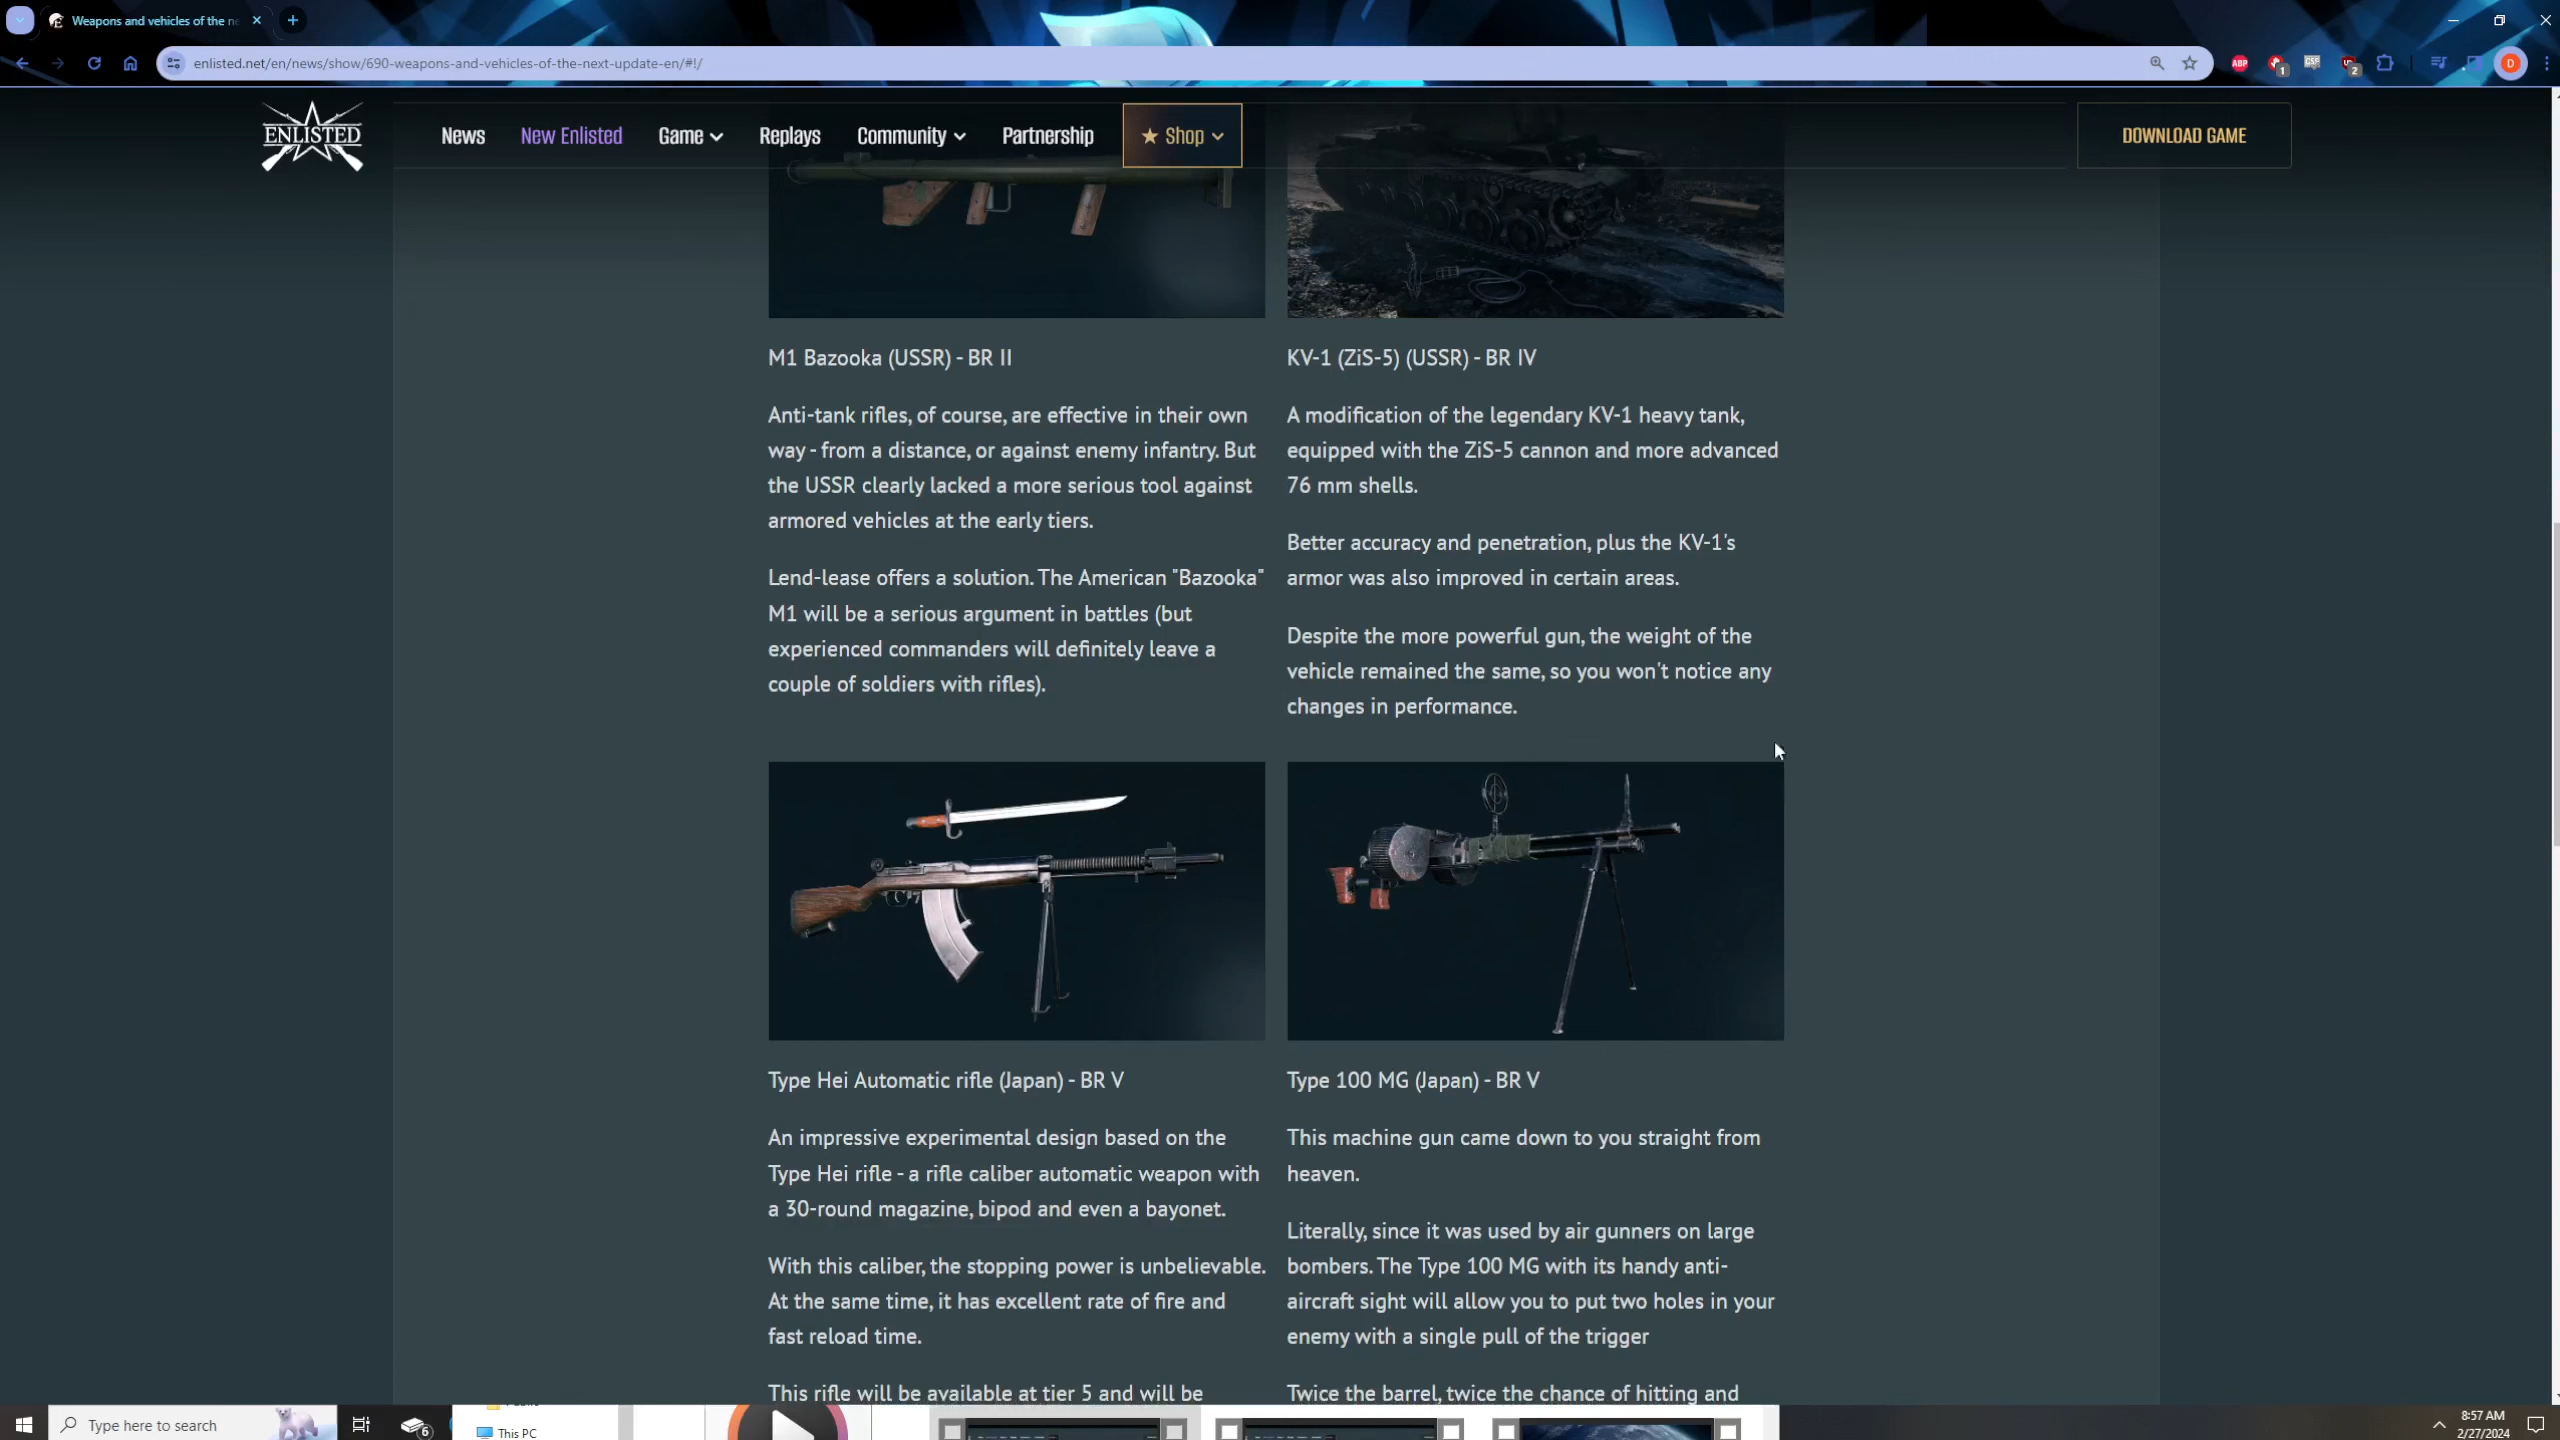 Weapons and vehicles of the ne
enlisted.net/en/news/show/690-weapons-and-vehicles-of-the-next-update-en/#!/
ABP
1
CSF
2
D
ENLISTED
News
New Enlisted
Game
Replays
Community
Partnership
Shop
DOWNLOAD GAME
M1 Bazooka (USSR) - BR II
Anti-tank rifles, of course, are effective in their own
way - from a distance, or against enemy infantry. But
the USSR clearly lacked a more serious tool against
armored vehicles at the early tiers.
Lend-lease offers a solution. The American "Bazooka"
M1 will be a serious argument in battles (but
experienced commanders will definitely leave a
couple of soldiers with rifles).
KV-1 (ZiS-5) (USSR) - BR IV
A modification of the legendary KV-1 heavy tank,
equipped with the ZiS-5 cannon and more advanced
76 mm shells.
Better accuracy and penetration, plus the KV-1's
armor was also improved in certain areas.
Despite the more powerful gun, the weight of the
vehicle remained the same, so you won't notice any
changes in performance.
Type Hei Automatic rifle (Japan) - BR V
An impressive experimental design based on the
Type Hei rifle - a rifle caliber automatic weapon with
a 30-round magazine, bipod and even a bayonet.
With this caliber, the stopping power is unbelievable.
At the same time, it has excellent rate of fire and
fast reload time.
This rifle will be available at tier 5 and will be
Type 100 MG (Japan) - BR V
This machine gun came down to you straight from
heaven.
Literally, since it was used by air gunners on large
bombers. The Type 100 MG with its handy anti-
aircraft sight will allow you to put two holes in your
enemy with a single pull of the trigger
Twice the barrel, twice the chance of hitting and
Type here to search
6
This PC
8:57 AM
2/27/2024